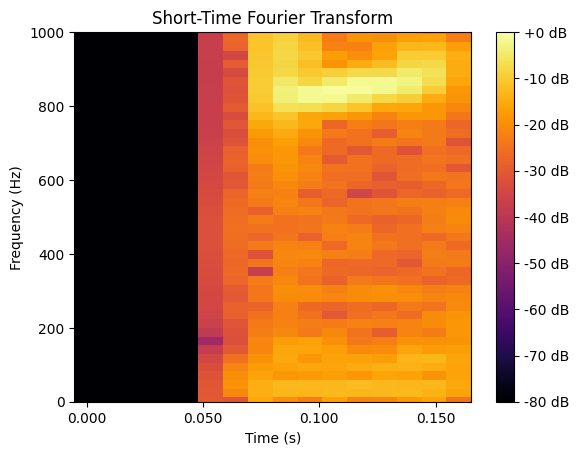 Short-Time Fourier Transform
1000
800
600
400
200
0
Frequency (Hz)
0.000
0.050
0.100
0.150
Time (s)
+0 dB
-10 dB
-20 dB
-30 dB
-40 dB
-50 dB
-60 dB
-70 dB
-80 dB